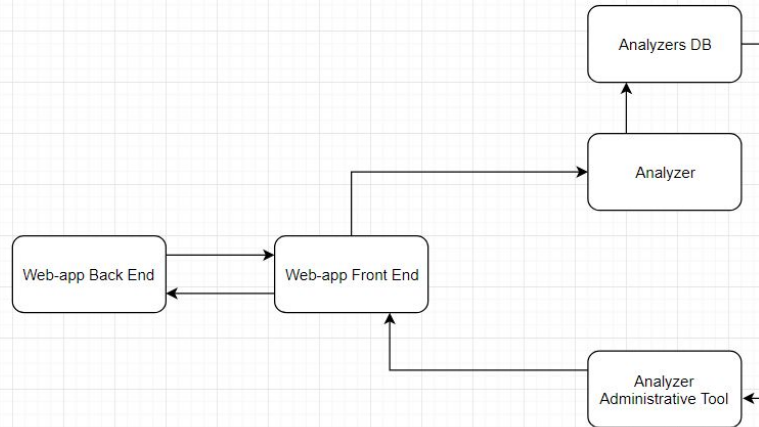 Analyzers DB
Analyzer
Web-app Back End
Web-app Front End
Analyzer
Administrative Tool